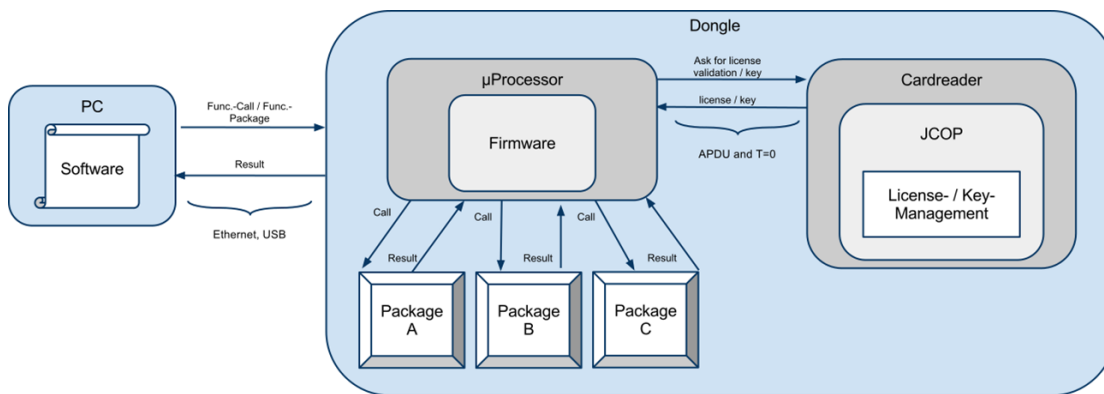 Dongle
PC
Software
Func.-Call / Func.-
Package
Result
Ethernet, USB
µProcessor
Firmware
Ask for license
validation / key
license / key
APDU and T=0
Cardreader
JCOP
License- / Key-
Management
Call
Result
Call
Result
Call
Result
Package
A
Package
B
Package
C